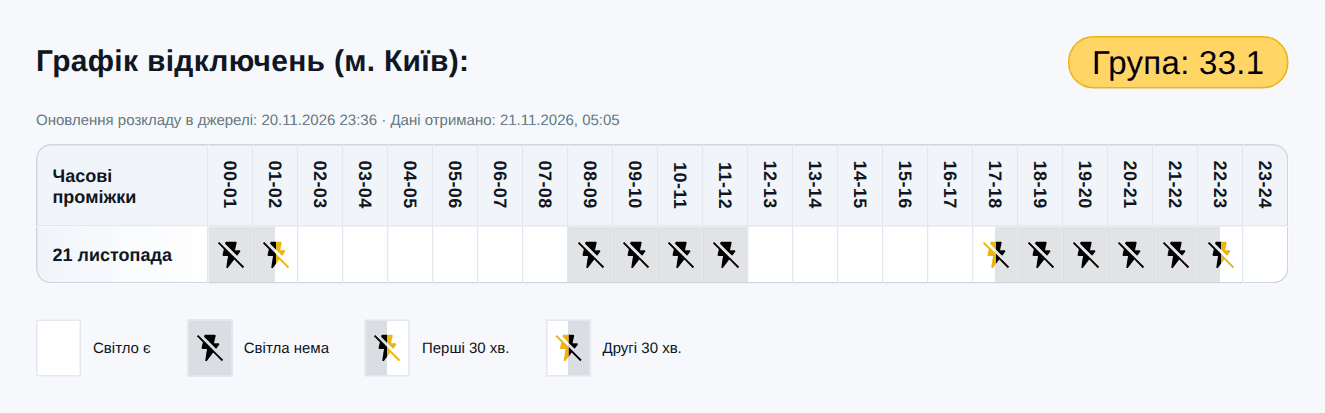 Графік відключень (м. Київ):
Група: 33.1
Оновлення розкладу в джерелі: 20.11.2026 23:36 · Дані отримано: 21.11.2026, 05:05
Часові
проміжки
00-01
01-02
02-03
03-04
04-05
05-06
06-07
07-08
08-09
09-10
10-11
11-12
12-13
13-14
14-15
15-16
16-17
17-18
18-19
19-20
20-21
21-22
22-23
23-24
21 листопада
Світло є
Світла нема
Перші 30 хв.
Другі 30 хв.